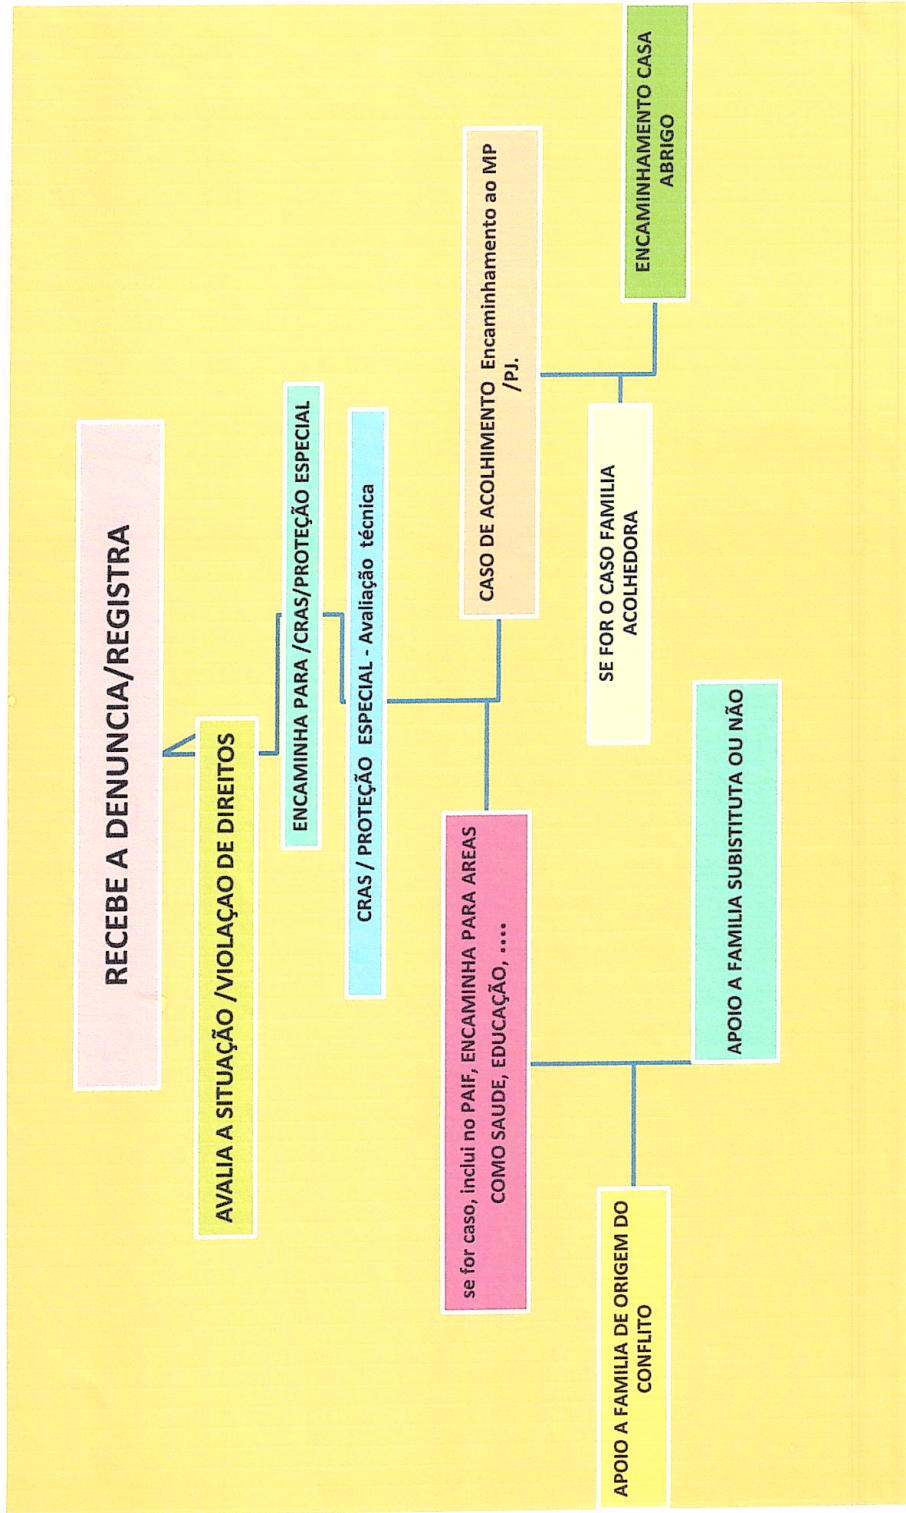 RECEBE A DENUNCIA/REGISTRA
AVALIA A SITUAÇÃO /VIOLAÇAO DE DIREITOS
ENCAMINHA PARA /CRAS/PROTEÇÃO ESPECIAL
CRAS / PROTEÇÃO ESPECIAL - Avaliação técnica
se for caso, inclui no PAIF, ENCAMINHA PARA AREAS
COMO SAUDE, EDUCAÇÃO, ....
CASO DE ACOLHIMENTO Encaminhamento ao MP
/PJ.
APOIO A FAMILIA DE ORIGEM DO
CONFLITO
APOIO A FAMILIA SUBISTITUTA OU NÃO
SE FOR O CASO FAMILIA
ACOLHEDORA
ENCAMINHAMENTO CASA
ABRIGO